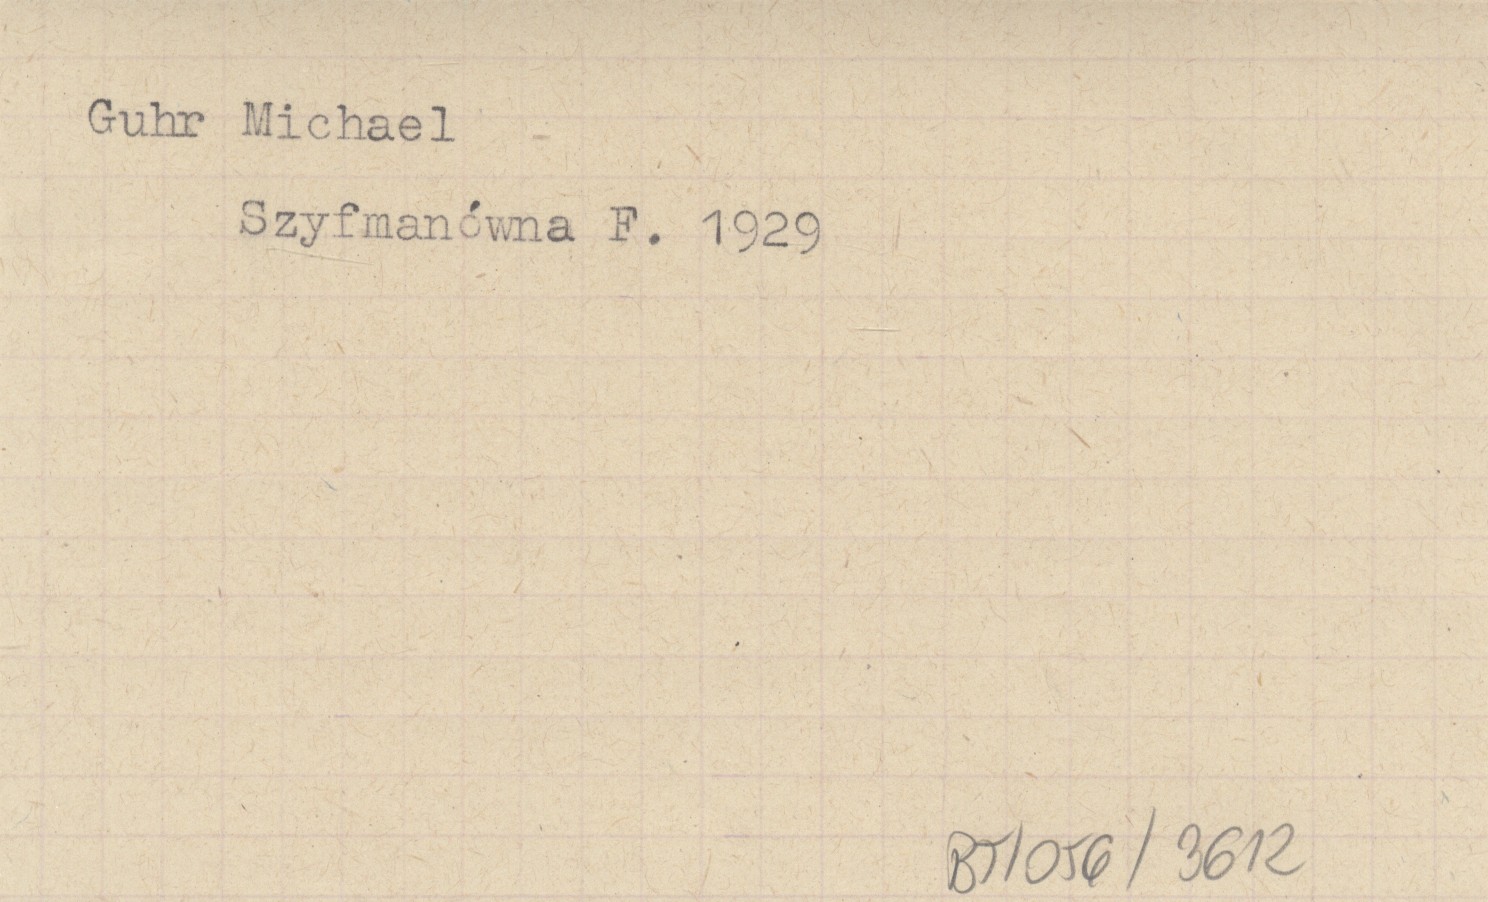 Guhr Michael
Szyfmanówna F. 1929
BT/056/3612